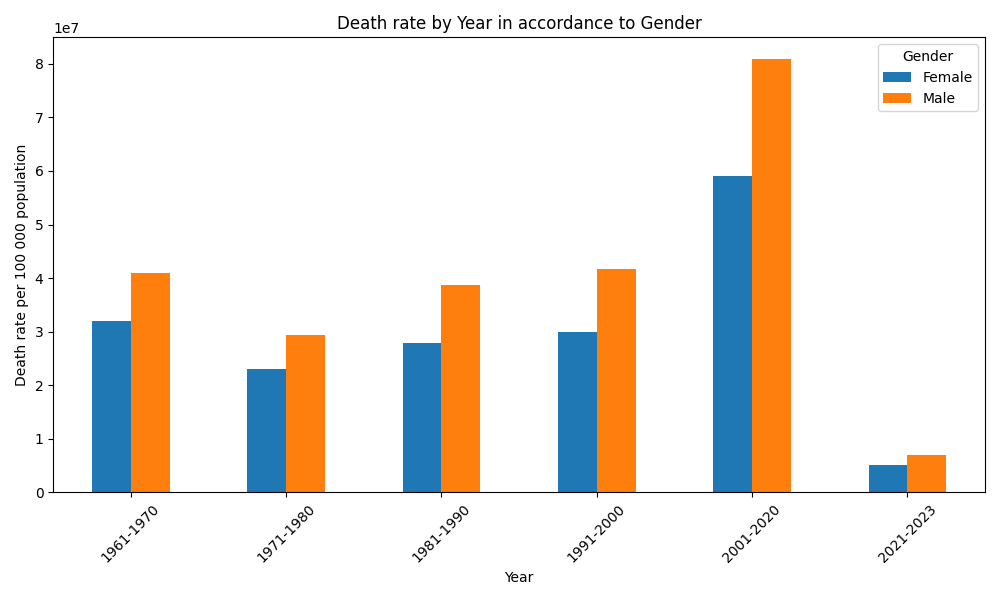 Death rate by Year in accordance to Gender
1e7
Gender
Female
Male
8
7
6
5
4
3
2
1
0
Death rate per 100 000 population
1961-1970
1971-1980
1981-1990
1991-2000
2001-2020
2021-2023
Year